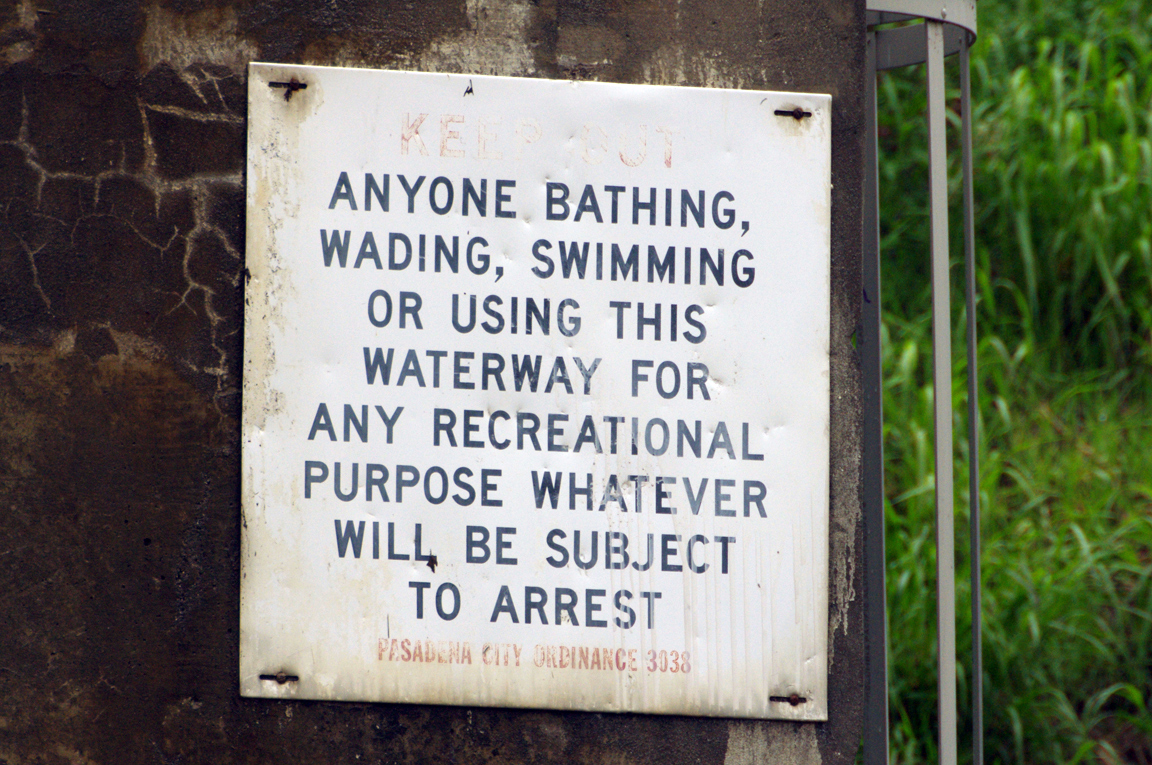 KEEP OUT
ANYONE BATHING,
WADING, SWIMMING
OR USING THIS
WATERWAY FOR
ANY RECREATIONAL
PURPOSE WHATEVER
WILL BE SUBJECT
TO ARREST
PASADENA CITY ORDINANCE 3038